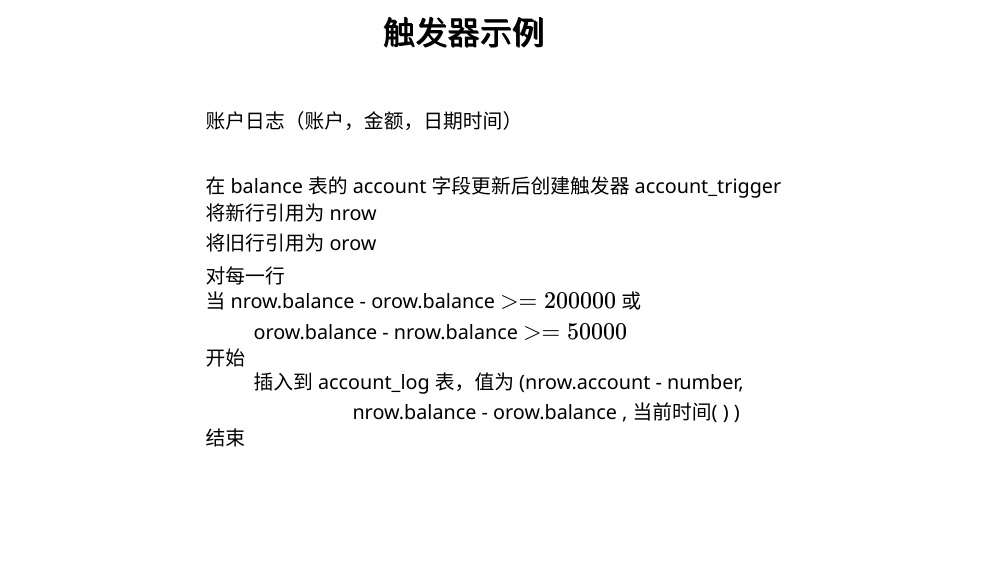 触发器示例
账户日志（账户，金额，日期时间）
在 balance 表的 account 字段更新后创建触发器 account_trigger
将新行引用为 nrow
将旧行引用为 orow
对每一行
当 nrow.balance - orow.balance >= 200000 或
orow.balance - nrow.balance >= 50000
开始
插入到 account_log 表，值为 (nrow.account - number,
nrow.balance - orow.balance , 当前时间( ) )
结束